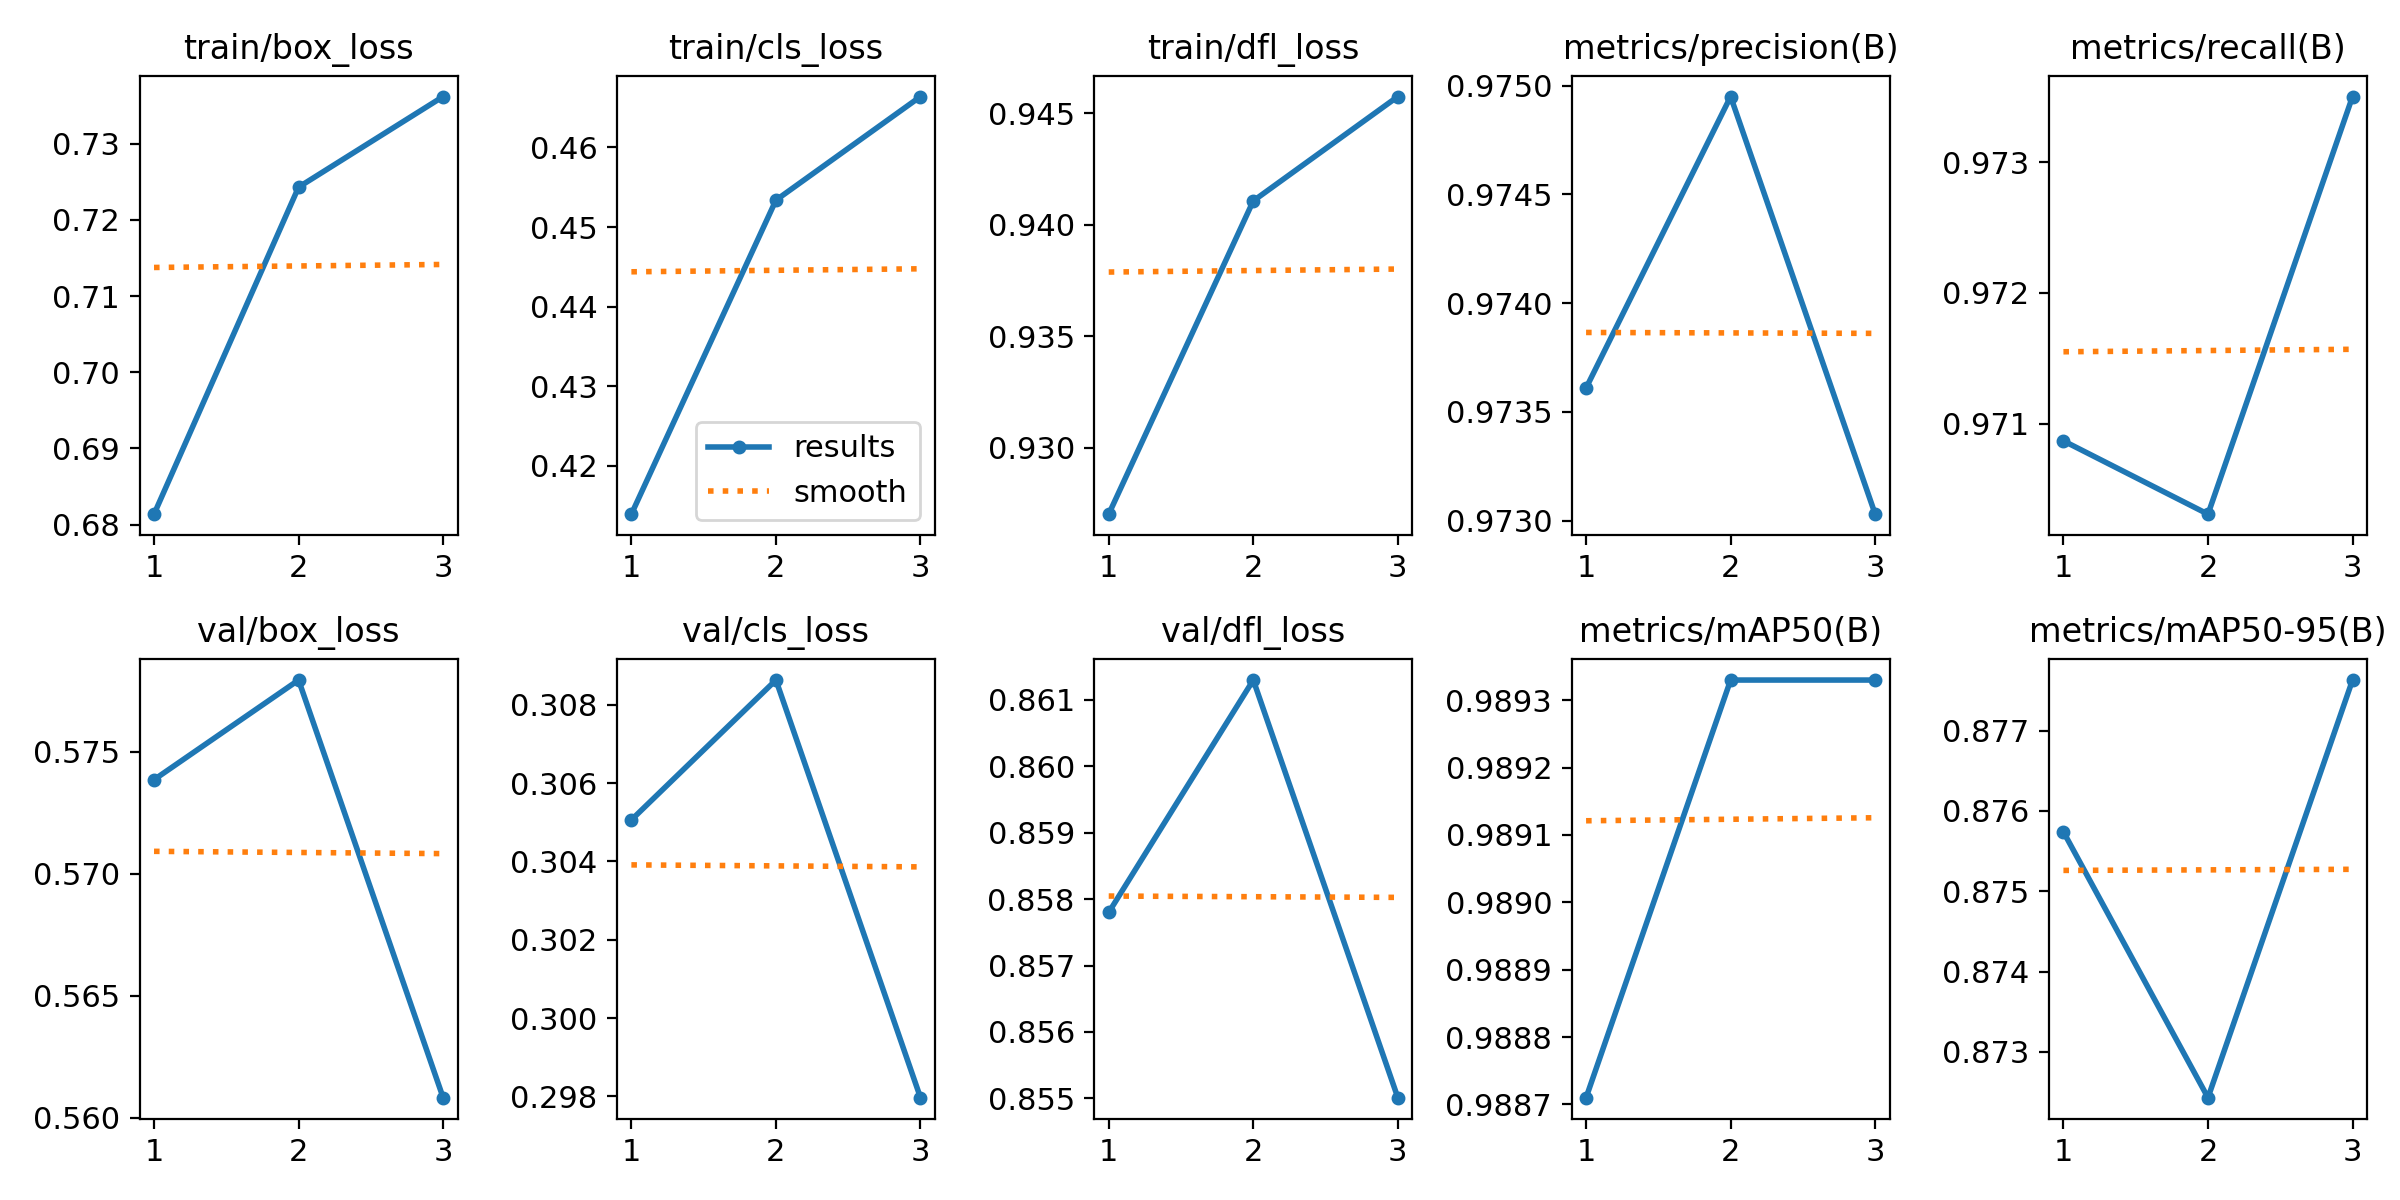 train/box_loss
0.73
0.72
0.71
0.70
0.69
0.68
1 2 3
train/cls_loss
0.46
0.45
0.44
0.43
0.42
results
smooth
1 2 3
train/dfl_loss
0.945
0.940
0.935
0.930
1 2 3
metrics/precision(B)
0.9750
0.9745
0.9740
0.9735
0.9730
1 2 3
metrics/recall(B)
0.973
0.972
0.971
1 2 3
val/box_loss
0.575
0.570
0.565
0.560
1 2 3
val/cls_loss
0.308
0.306
0.304
0.302
0.300
0.298
1 2 3
val/dfl_loss
0.861
0.860
0.859
0.858
0.857
0.856
0.855
1 2 3
metrics/mAP50(B)
0.9893
0.9892
0.9891
0.9890
0.9889
0.9888
0.9887
1 2 3
metrics/mAP50-95(B)
0.877
0.876
0.875
0.874
0.873
1 2 3